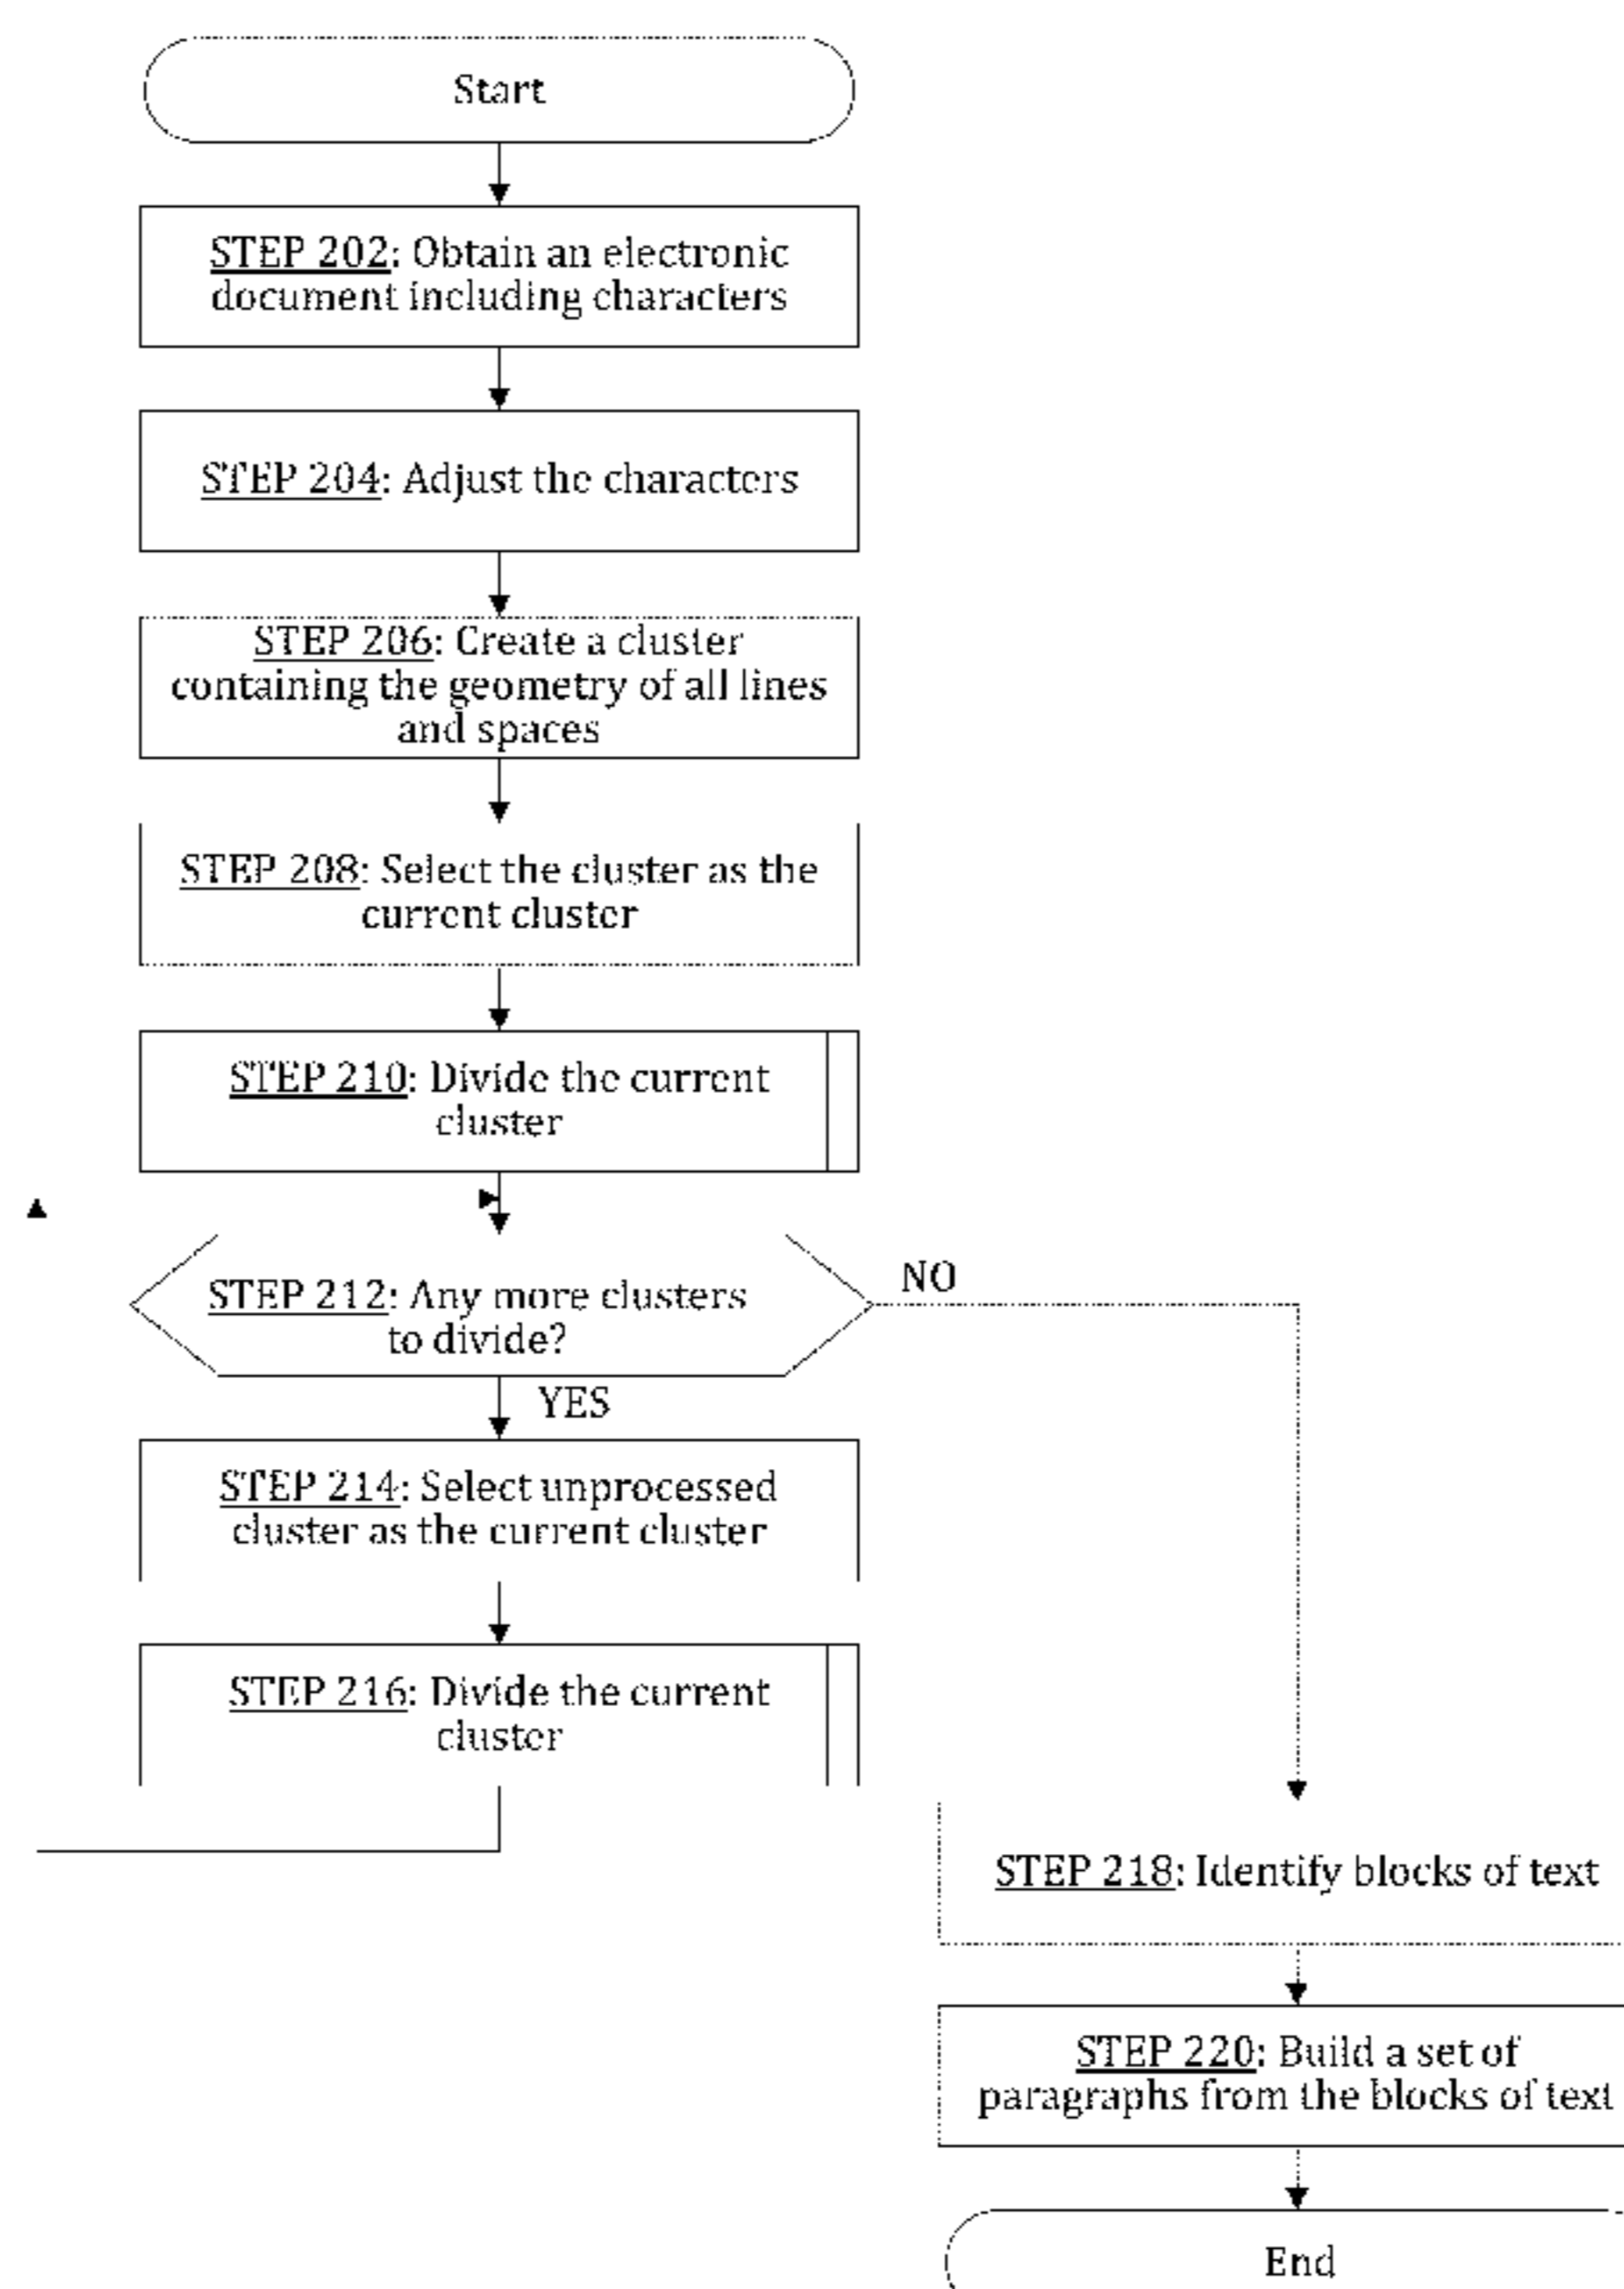 Start
STEP 202: Obtain an electronic
document including characters
STEP 204: Adjust the characters
STEP 206: Create a cluster
containing the geometry of all lines
and spaces
STEP 208: Select the cluster as the
current cluster
STEP 210: Divide the current
cluster
STEP 212: Any more clusters
to divide?
NO
YES
STEP 214: Select unprocessed
cluster as the current cluster
STEP 216: Divide the current
cluster
STEP 218: Identify blocks of text
STEP 220: Build a set of
paragraphs from the blocks of text
End